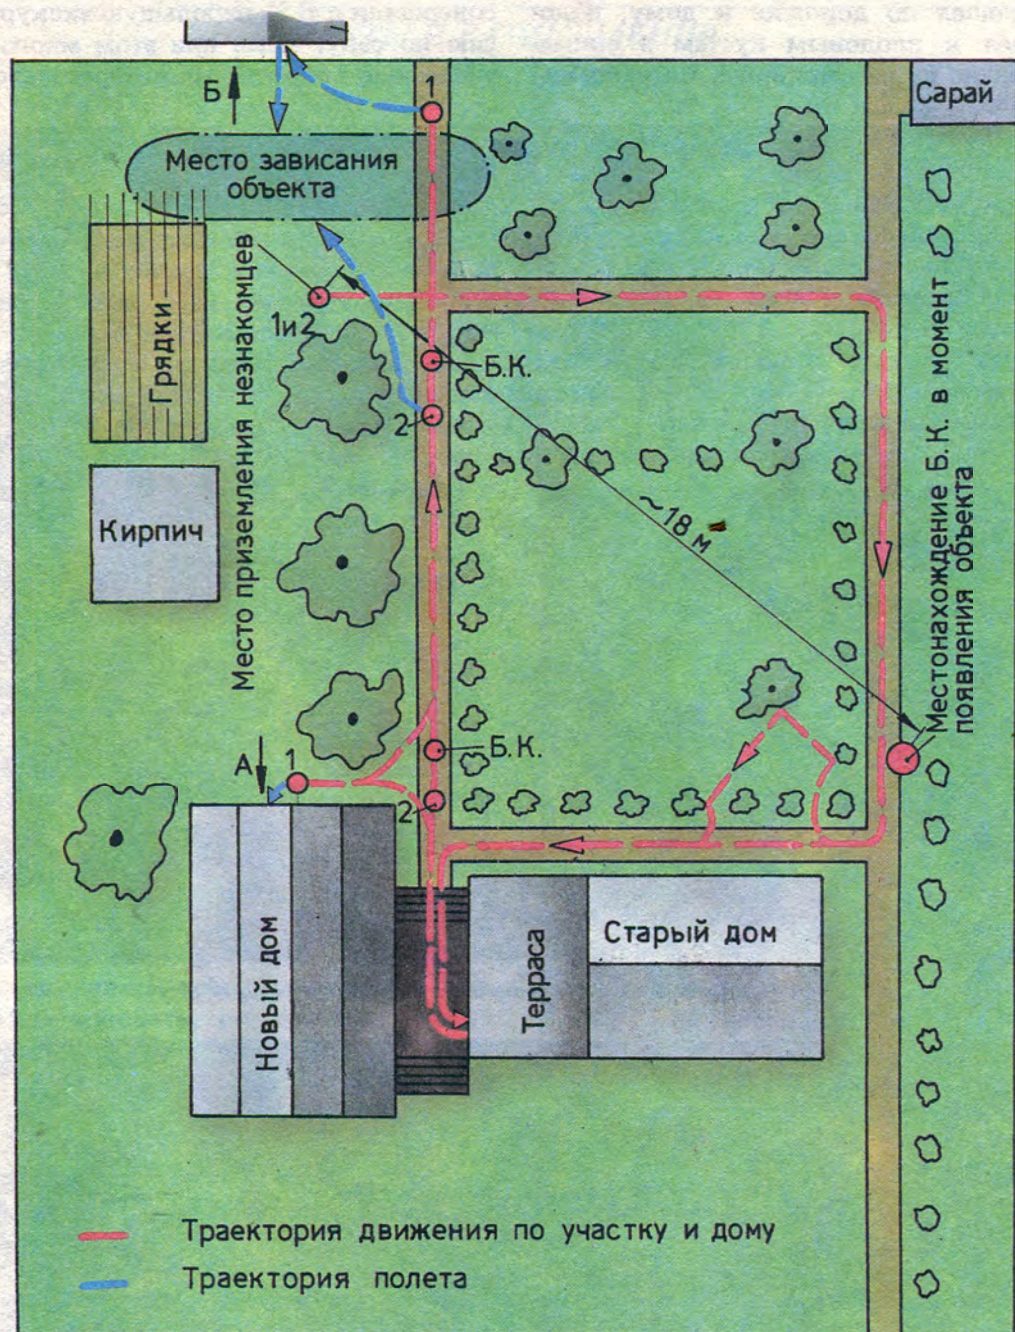 Б
1
Сарай
Место зависания
объекта
Грядки
Место приземления незнакомцев
1и2
Б.К.
2
~18 м
Кирпич
Местонахождение Б.К. в момент
появления объекта
А
1
Б.К.
2
Новый дом
Терраса
Старый дом
Траектория движения по участку и дому
Траектория полета